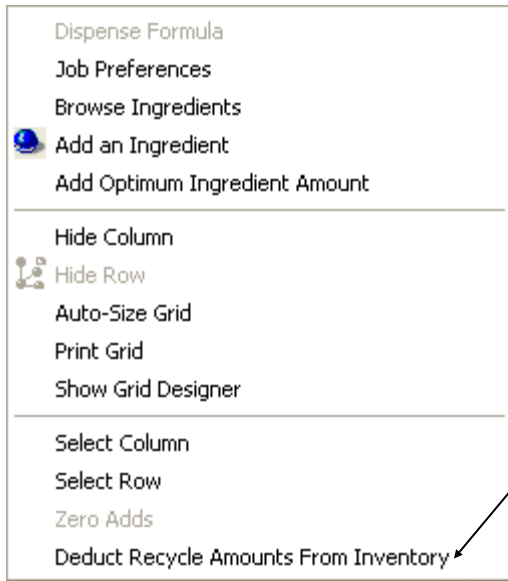 Dispense Formula
Job Preferences
Browse Ingredients
Add an Ingredient
Add Optimum Ingredient Amount
Hide Column
Hide Row
Auto-Size Grid
Print Grid
Show Grid Designer
Select Column
Select Row
Zero Adds
Deduct Recycle Amounts From Inventory